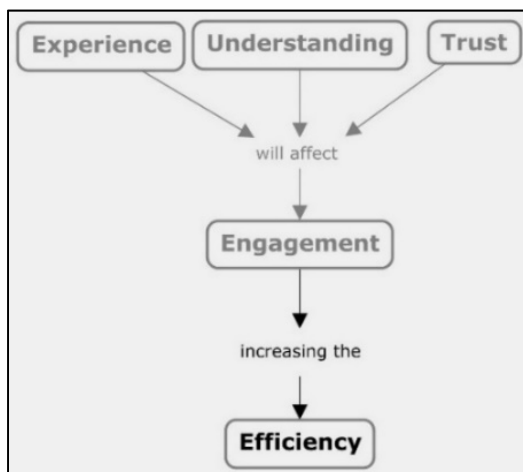 Experience
Understanding
Trust
will affect
Engagement
increasing the
Efficiency